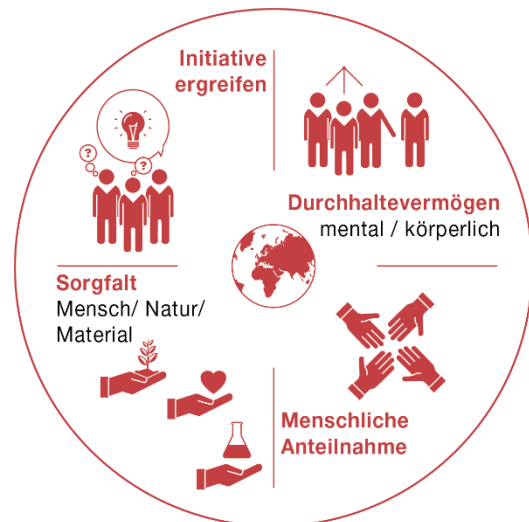 Initiative
ergreifen
?
?
Durchhaltevermögen
mental / körperlich
Sorgfalt
Mensch/ Natur/
Material
Menschliche
Anteilnahme